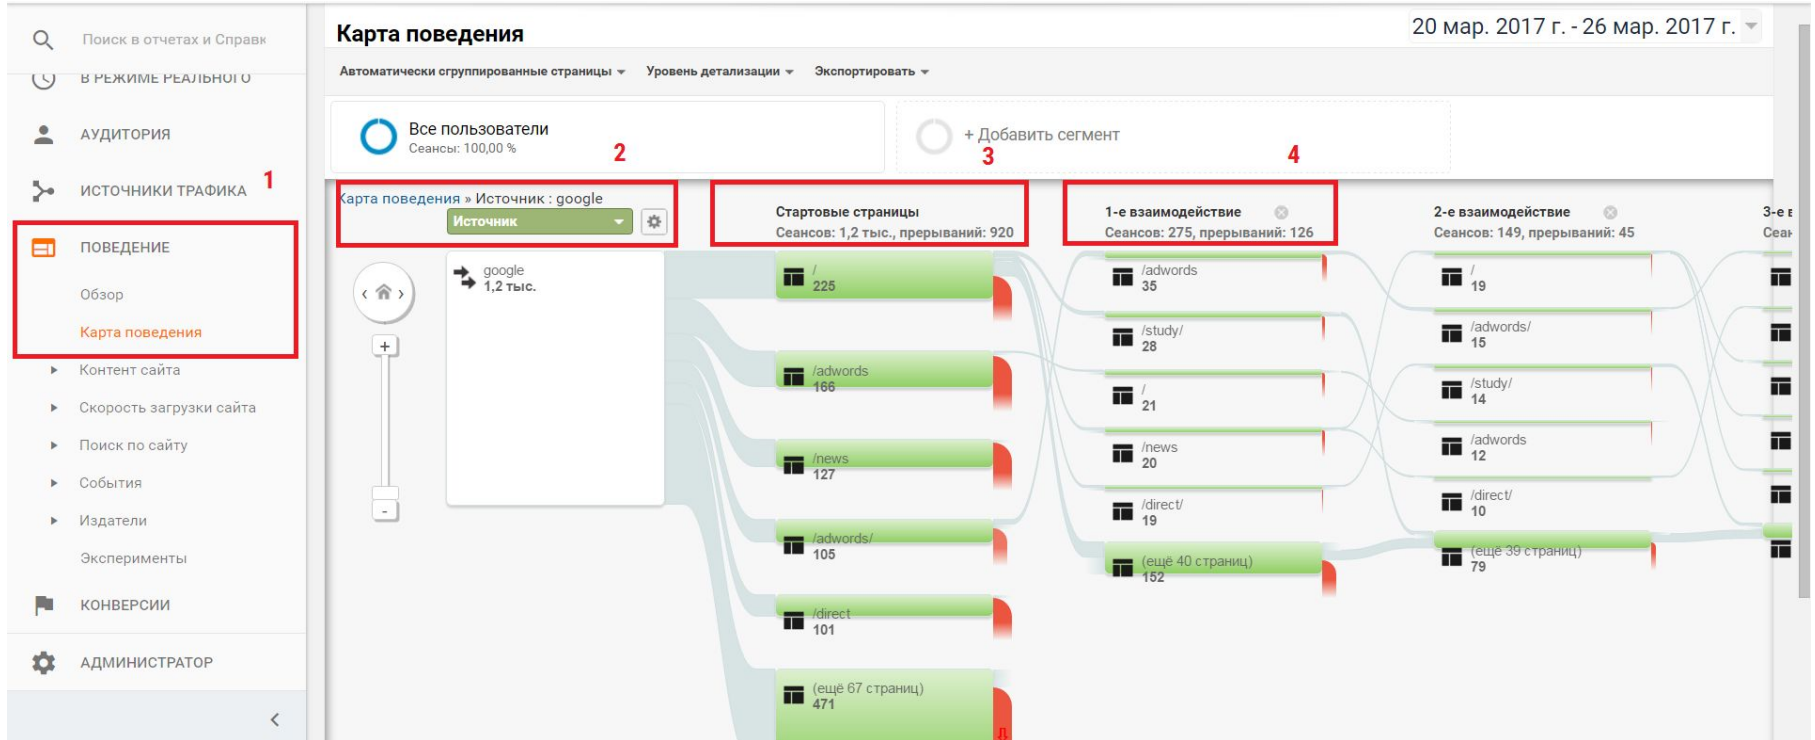 Поиск в отчетах и Справк
В РЕЖИМЕ РЕАЛЬНОГО
АУДИТОРИЯ
ИСТОЧНИКИ ТРАФИКА
1
ПОВЕДЕНИЕ
Обзор
Карта поведения
Контент сайта
Скорость загрузки сайта
Поиск по сайту
События
Издатели
Эксперименты
КОНВЕРСИИ
АДМИНИСТРАТОР
Карта поведения
20 мар. 2017 г. - 26 мар. 2017 г.
Автоматически сгруппированные страницы
Уровень детализации
Экспортировать
Все пользователи
Сеансы: 100,00 %
2
+ Добавить сегмент
3
4
Карта поведения » Источник : google
Источник
google
1,2 тыс.
Стартовые страницы
Сеансов: 1,2 тыс., прерываний: 920
/
225
/adwords
166
/news
127
/adwords/
105
/direct
101
(ещё 67 страниц)
471
1-е взаимодействие
Сеансов: 275, прерываний: 126
/adwords
35
/study/
28
/
21
/news
20
/direct/
19
(ещё 40 страниц)
152
2-е взаимодействие
Сеансов: 149, прерываний: 45
/
19
/adwords/
15
/study/
14
/adwords
12
/direct/
10
(ещё 39 страниц)
79
3-е в
Сеан